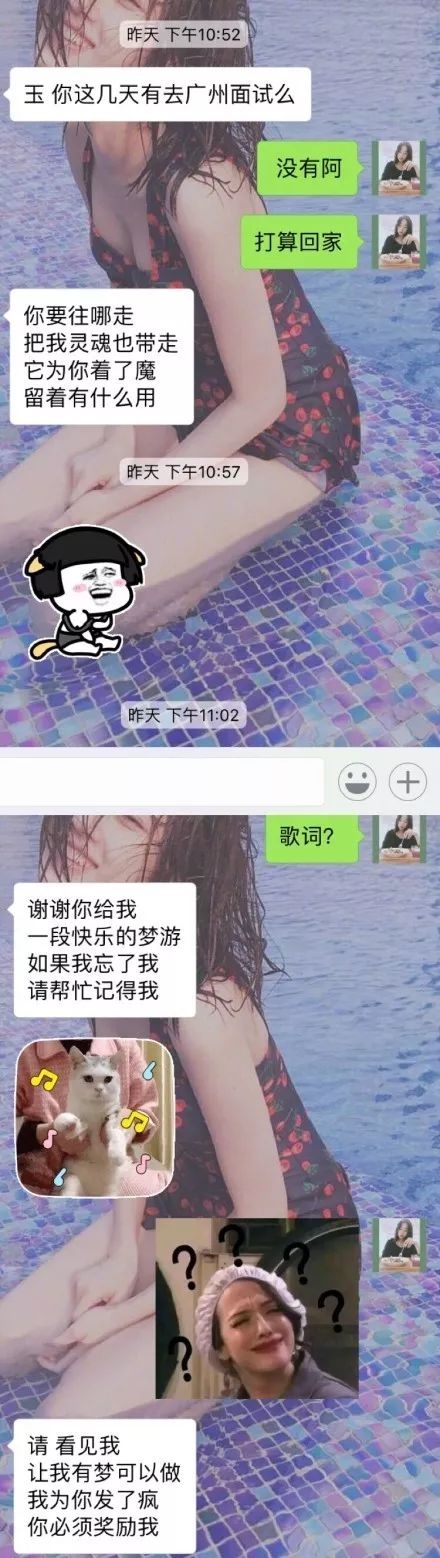 昨天 下午10:52
玉 你这几天有去广州面试么
没有阿
打算回家
你要往哪走
把我灵魂也带走
它为你着了魔
留着有什么用
昨天 下午10:57
昨天 下午11:02
歌词?
谢谢你给我
一段快乐的梦游
如果我忘了我
请帮忙记得我
? ? ? ? ?
请 看见我
让我有梦可以做
我为你发了疯
你必须奖励我